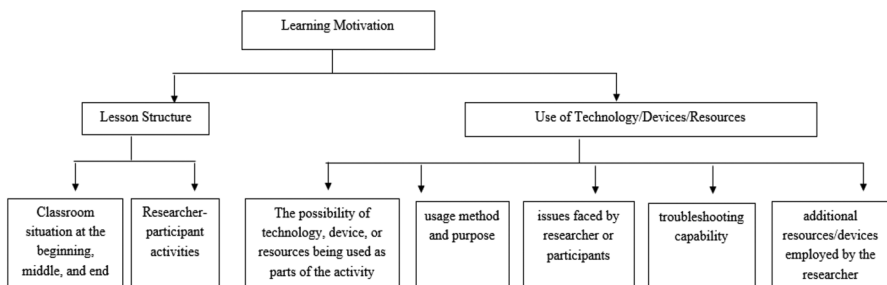 Learning Motivation
Lesson Structure
Use of Technology/Devices/Resources
Classroom
situation at the
beginning,
middle, and end
Researcher-
participant
activities
The possibility of
technology, device, or
resources being used as
parts of the activity
usage method
and purpose
issues faced by
researcher or
participants
troubleshooting
capability
additional
resources/devices
employed by the
researcher